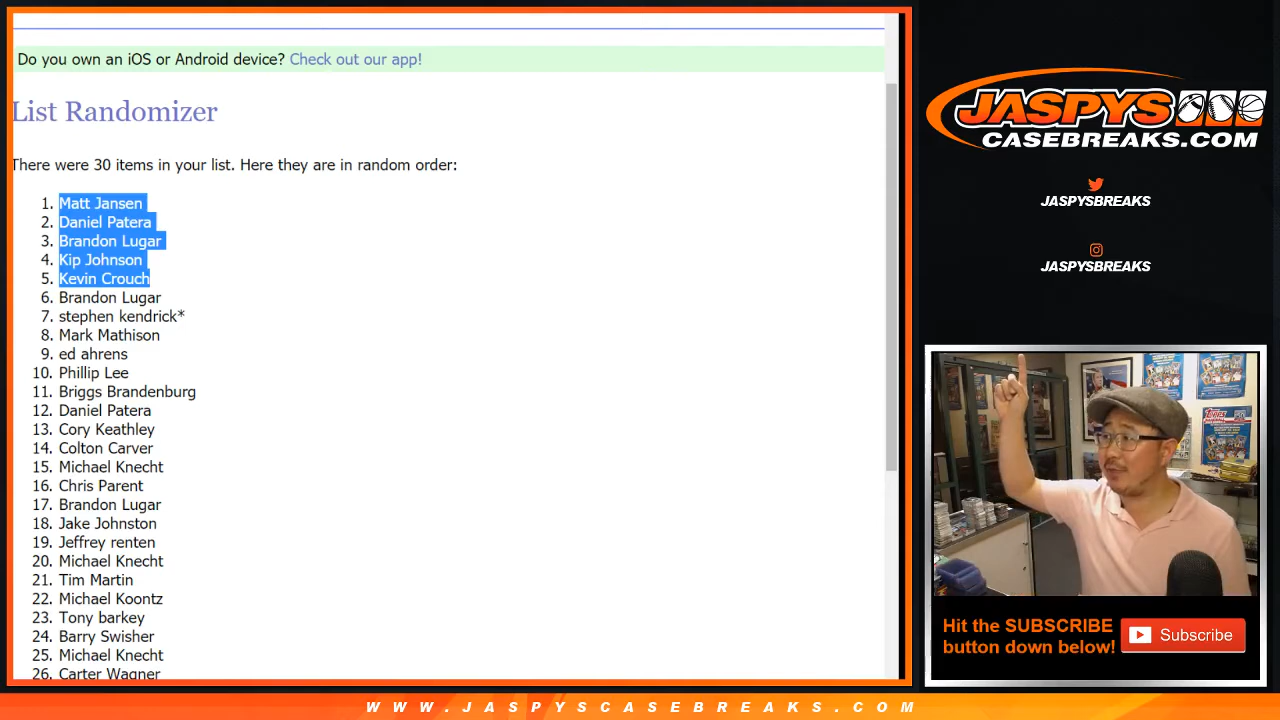 Do you own an iOS or Android device? Check out our app!
List Randomizer
There were 30 items in your list. Here they are in random order:
1. Matt Jansen
2. Daniel Patera
3. Brandon Lugar
4. Kip Johnson
5. Kevin Crouch
6. Brandon Lugar
7. stephen kendrick*
8. Mark Mathison
9. ed ahrens
10. Phillip Lee
11. Briggs Brandenburg
12. Daniel Patera
13. Cory Keathley
14. Colton Carver
15. Michael Knecht
16. Chris Parent
17. Brandon Lugar
18. Jake Johnston
19. Jeffrey renten
20. Michael Knecht
21. Tim Martin
22. Michael Koontz
23. Tony barkey
24. Barry Swisher
25. Michael Knecht
26. Carter Wagner
JASPYS
CASEBREAKS.COM
JASPYSBREAKS
JASPYSBREAKS
Topps
Hit the SUBSCRIBE
button down below!
Subscribe
WWW.JASPYSCASEBREAKS.COM